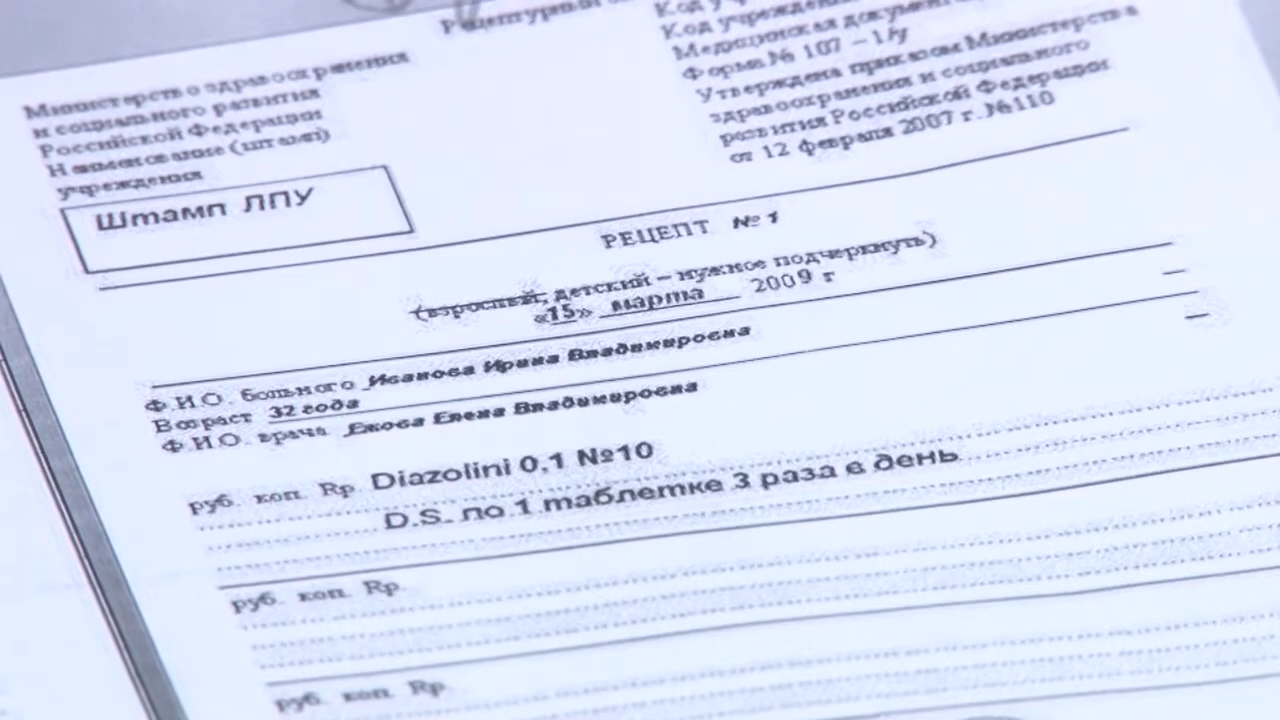 Рецептурный
Министерство здравоохранения
и социального развития
Российской Федерации
Наименование (штамп)
учреждения
Штамп ЛПУ
Код учреждения
Медицинская
Форма № 107 – 1/у
Утверждена приказом Министерства
здравоохранения и социального
развития Российской Федерации
от 12 февраля 2007 г. №110
РЕЦЕПТ № 1
(взрослый, детский – нужное подчеркнуть)
«15» марта 2009 г
Ф.И.О. больного Иванова Ирина Владимировна
Возраст 32 года
Ф.И.О. врача Ежова Елена Владимировна
руб. коп. Rp Diazolini 0,1 №10
D.S. по 1 таблетке 3 раза в день
руб. коп. Rp.
руб. коп. Rp.